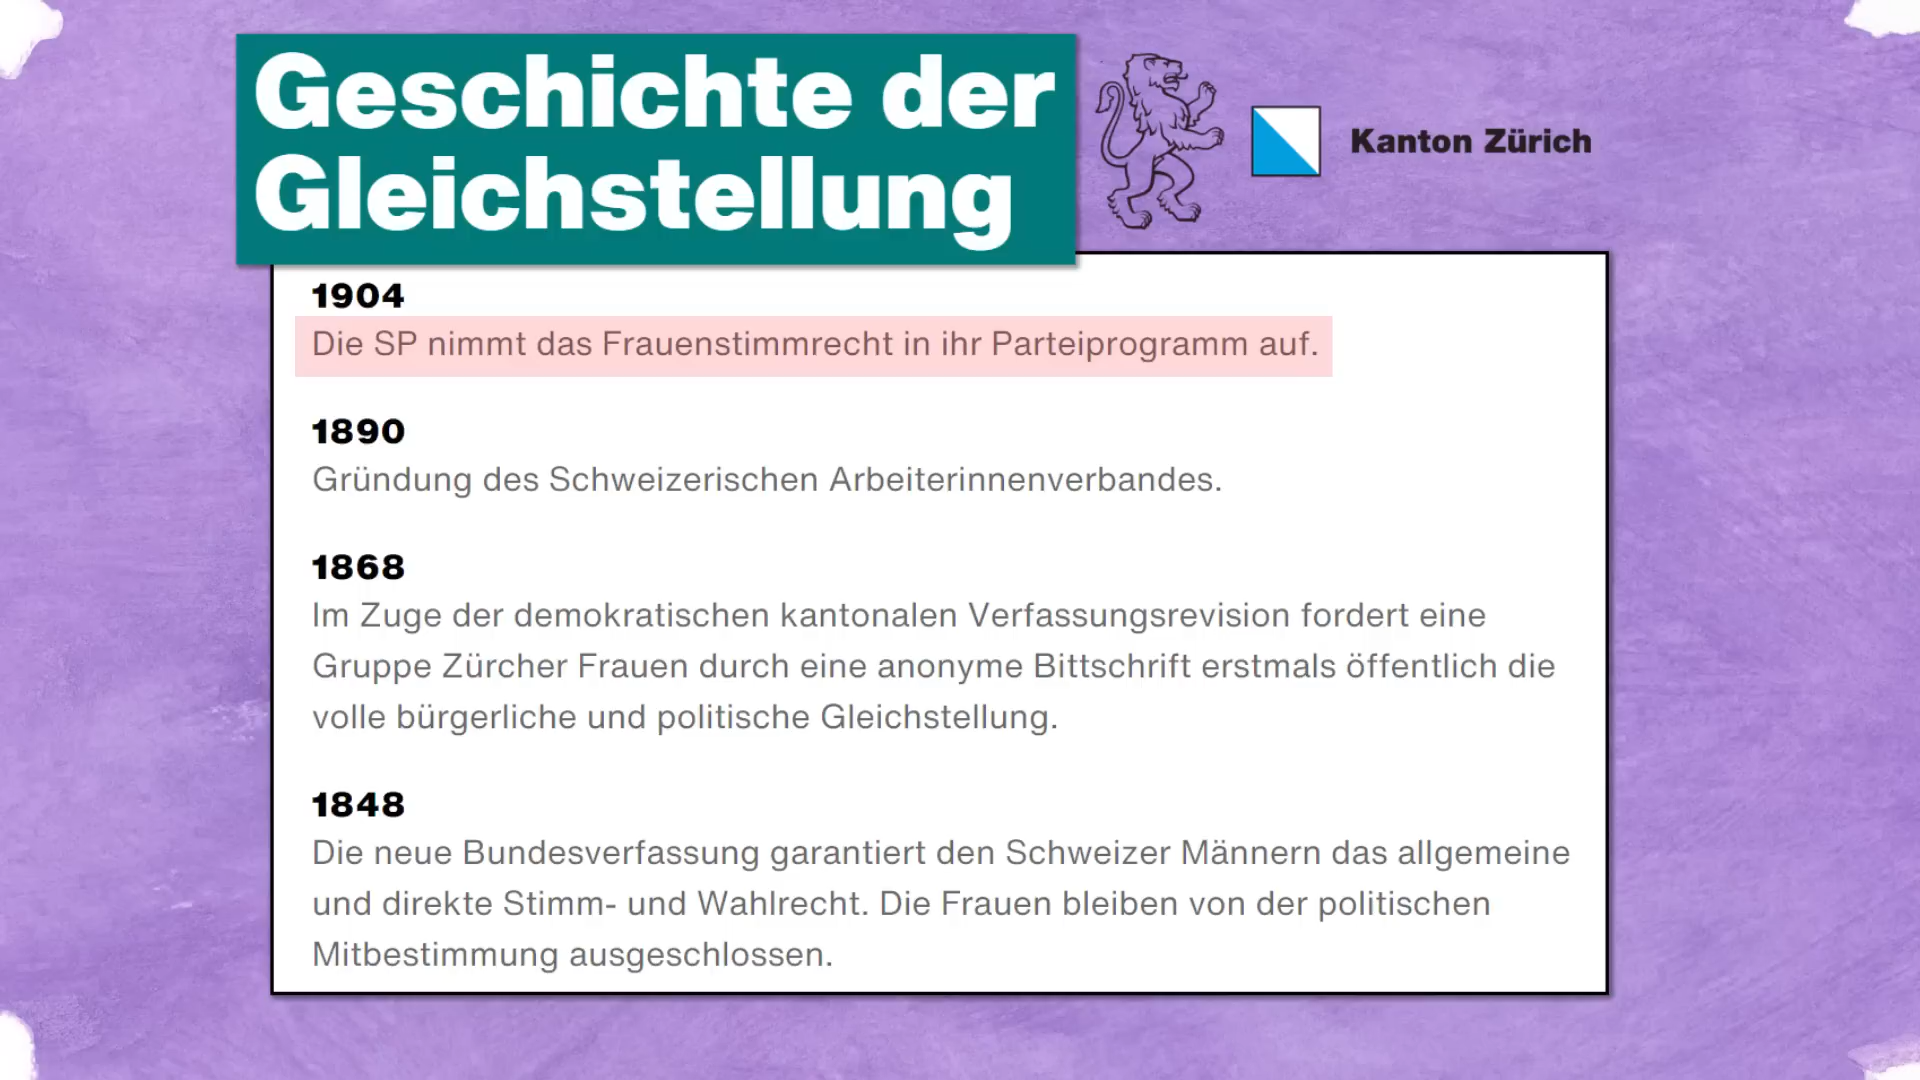 Geschichte der
Gleichstellung
Kanton Zürich
1904
Die SP nimmt das Frauenstimmrecht in ihr Parteiprogramm auf.
1890
Gründung des Schweizerischen Arbeiterinnenverbandes.
1868
Im Zuge der demokratischen kantonalen Verfassungsrevision fordert eine
Gruppe Zürcher Frauen durch eine anonyme Bittschrift erstmals öffentlich die
volle bürgerliche und politische Gleichstellung.
1848
Die neue Bundesverfassung garantiert den Schweizer Männern das allgemeine
und direkte Stimm- und Wahlrecht. Die Frauen bleiben von der politischen
Mitbestimmung ausgeschlossen.